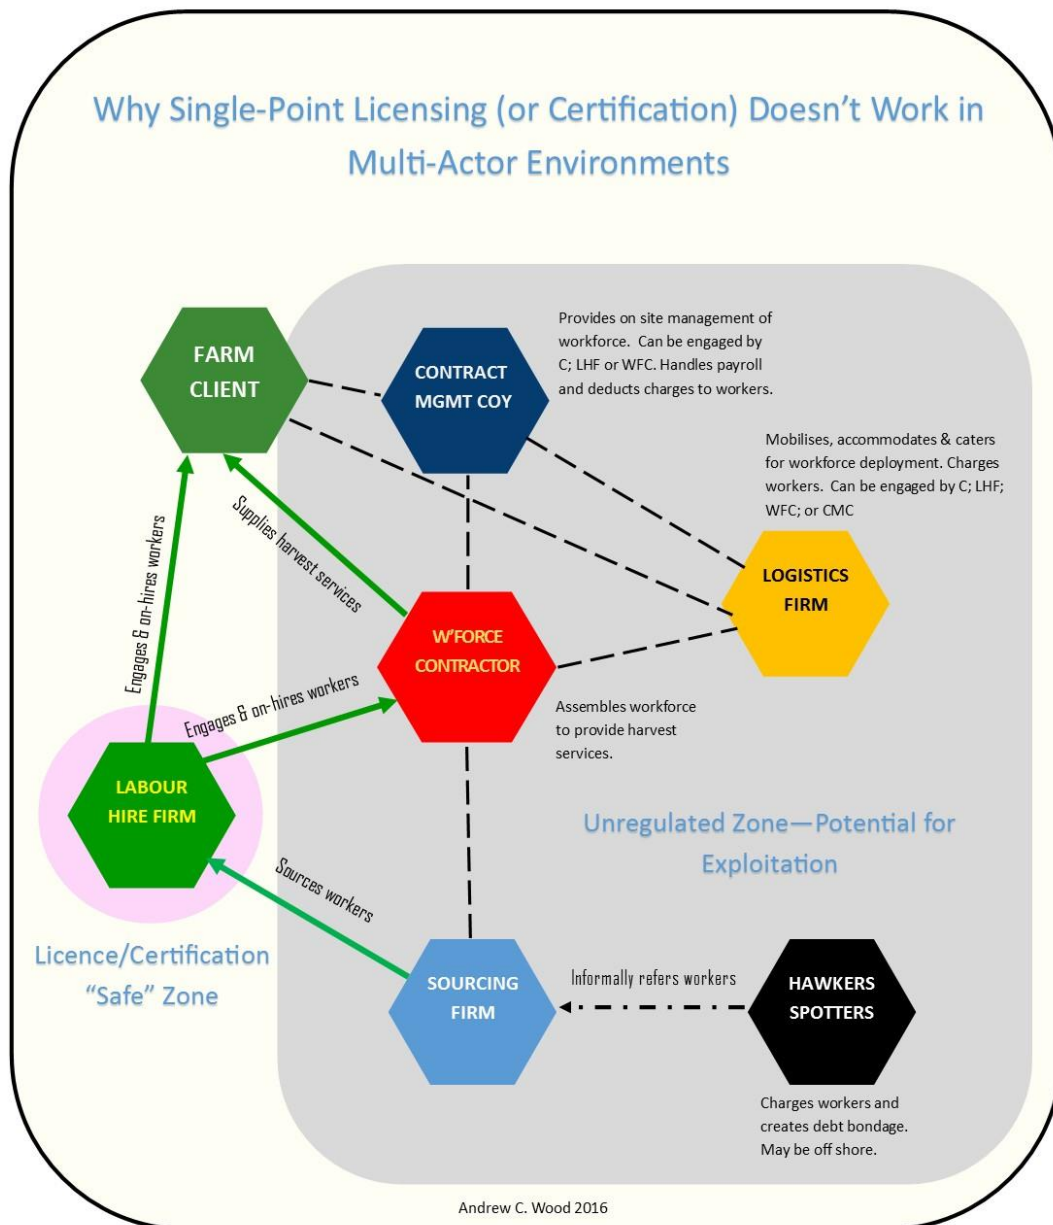 Why Single-Point Licensing (or Certification) Doesn’t Work in
Multi-Actor Environments
FARM
CLIENT
CONTRACT
MGMT COY
Provides on site management of
workforce.  Can be engaged by
C; LHF or WFC. Handles payroll
and deducts charges to workers.
Mobilises, accommodates & caters
for workforce deployment. Charges
workers.  Can be engaged by C; LHF;
WFC; or CMC
LOGISTICS
FIRM
Supplies harvest services
Engages & on-hires workers
W’FORCE
CONTRACTOR
Engages & on-hires workers
Assembles workforce
to provide harvest
services.
LABOUR
HIRE FIRM
Unregulated Zone—Potential for
Exploitation
Sources workers
Licence/Certification
“Safe” Zone
SOURCING
FIRM
Informally refers workers
HAWKERS
SPOTTERS
Charges workers and
creates debt bondage.
May be off shore.
Andrew C. Wood 2016